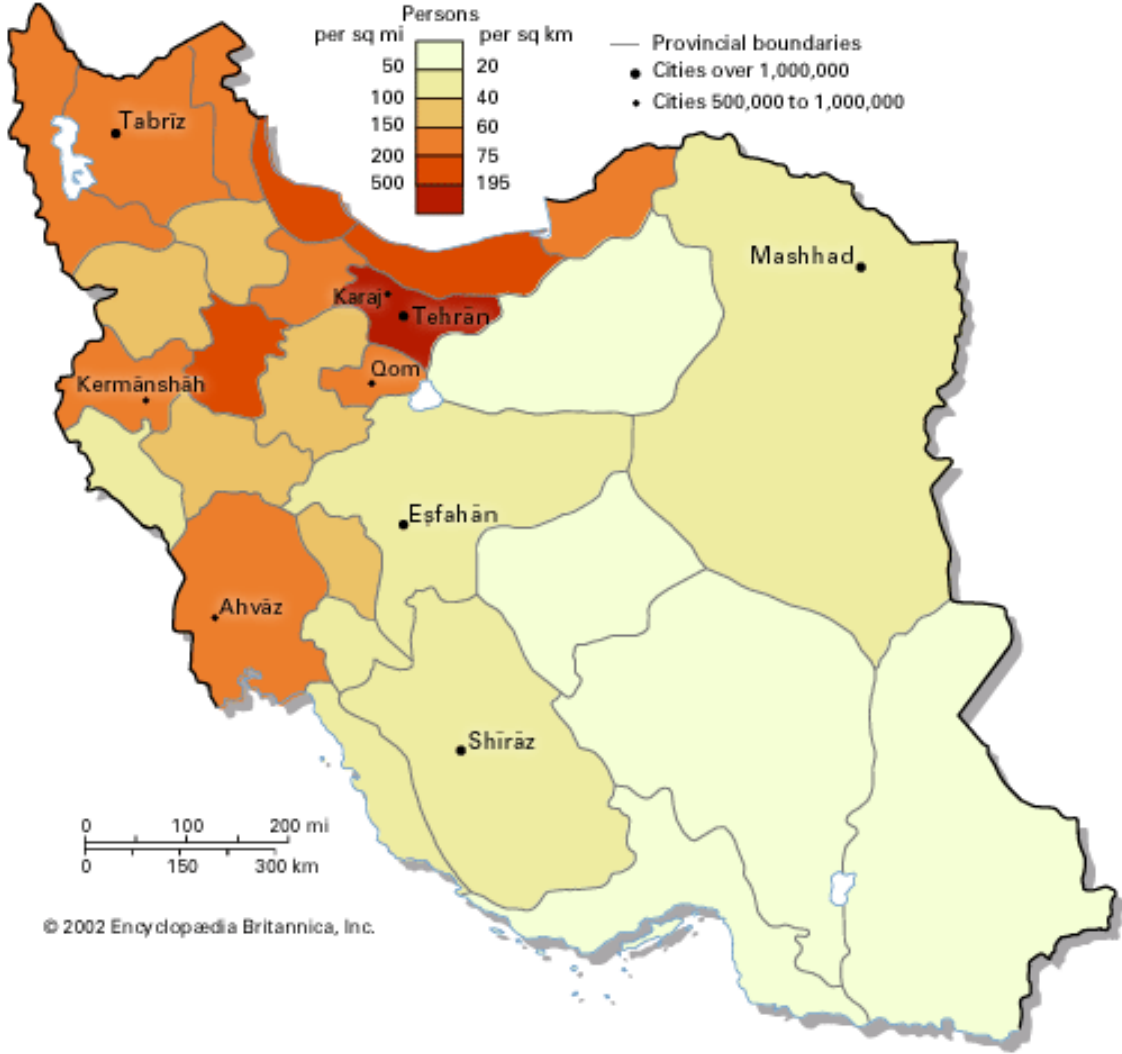 Persons
per sq mi per sq km
50 20
100 40
150 60
200 75
500 195
Provincial boundaries
Cities over 1,000,000
Cities 500,000 to 1,000,000
Tabrīz
Mashhad
Karaj
Tehrān
Qom
Kermānshāh
Eşfahān
Ahvāz
Shīrāz
0 100 200 mi
0 150 300 km
© 2002 Encyclopædia Britannica, Inc.